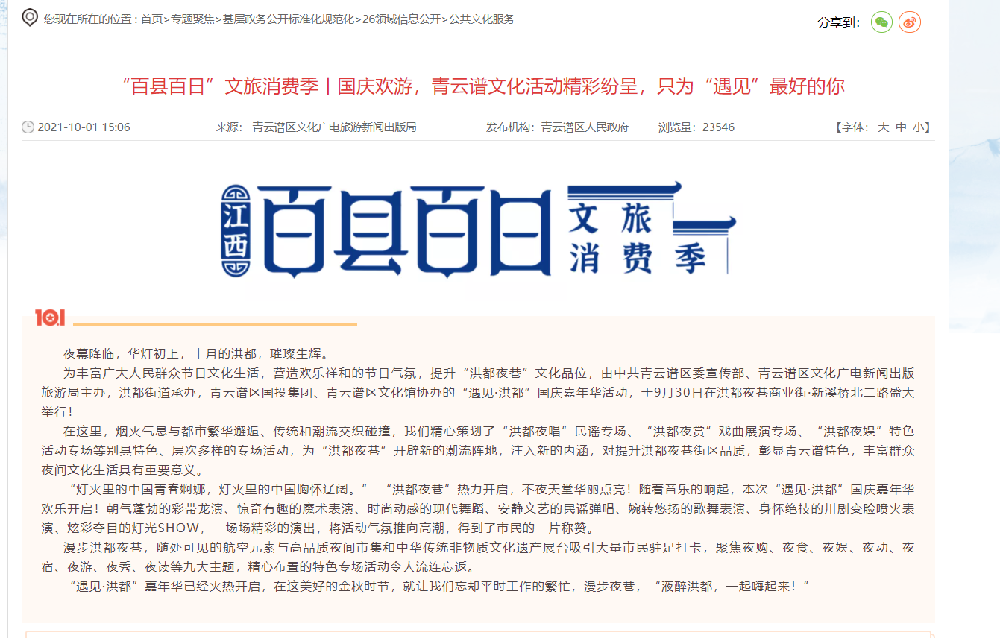 您现在所在的位置 : 首页>专题聚焦>基层政务公开标准化规范化>26领域信息公开>公共文化服务
分享到：
“百县百日”文旅消费季丨国庆欢游，青云谱文化活动精彩纷呈，只为“遇见”最好的你
2021-10-01 15:06 来源： 青云谱区文化广电旅游新闻出版局 发布机构：青云谱区人民政府 浏览量：23546 【字体： 大 中 小】
江西 百县百日 文旅消费季
10.1
夜幕降临，华灯初上，十月的洪都，璀璨生辉。
为丰富广大人民群众节日文化生活，营造欢乐祥和的节日气氛，提升“洪都夜巷”文化品位，由中共青云谱区委宣传部、青云谱区文化广电新闻出版
旅游局主办，洪都街道承办，青云谱区国投集团、青云谱区文化馆协办的“遇见·洪都”国庆嘉年华活动，于9月30日在洪都夜巷商业街·新溪桥北二路盛大
举行！
在这里，烟火气息与都市繁华邂逅、传统和潮流交织碰撞，我们精心策划了“洪都夜唱”民谣专场、“洪都夜赏”戏曲展演专场、“洪都夜娱”特色
活动专场等别具特色、层次多样的专场活动，为“洪都夜巷”开辟新的潮流阵地，注入新的内涵，对提升洪都夜巷街区品质，彰显青云谱特色，丰富群众
夜间文化生活具有重要意义。
“灯火里的中国青春婀娜，灯火里的中国胸怀辽阔。” “洪都夜巷”热力开启，不夜天堂华丽点亮！随着音乐的响起，本次“遇见·洪都”国庆嘉年华
欢乐开启！朝气蓬勃的彩带龙演、惊奇有趣的魔术表演、时尚动感的现代舞蹈、安静文艺的民谣弹唱、婉转悠扬的歌舞表演、身怀绝技的川剧变脸喷火表
演、炫彩夺目的灯光SHOW，一场场精彩的演出，将活动气氛推向高潮，得到了市民的一片称赞。
漫步洪都夜巷，随处可见的航空元素与高品质夜间市集和中华传统非物质文化遗产展台吸引大量市民驻足打卡，聚焦夜购、夜食、夜娱、夜动、夜
宿、夜游、夜秀、夜读等九大主题，精心布置的特色专场活动令人流连忘返。
“遇见·洪都”嘉年华已经火热开启，在这美好的金秋时节，就让我们忘却平时工作的繁忙，漫步夜巷，“液醉洪都，一起嗨起来！”